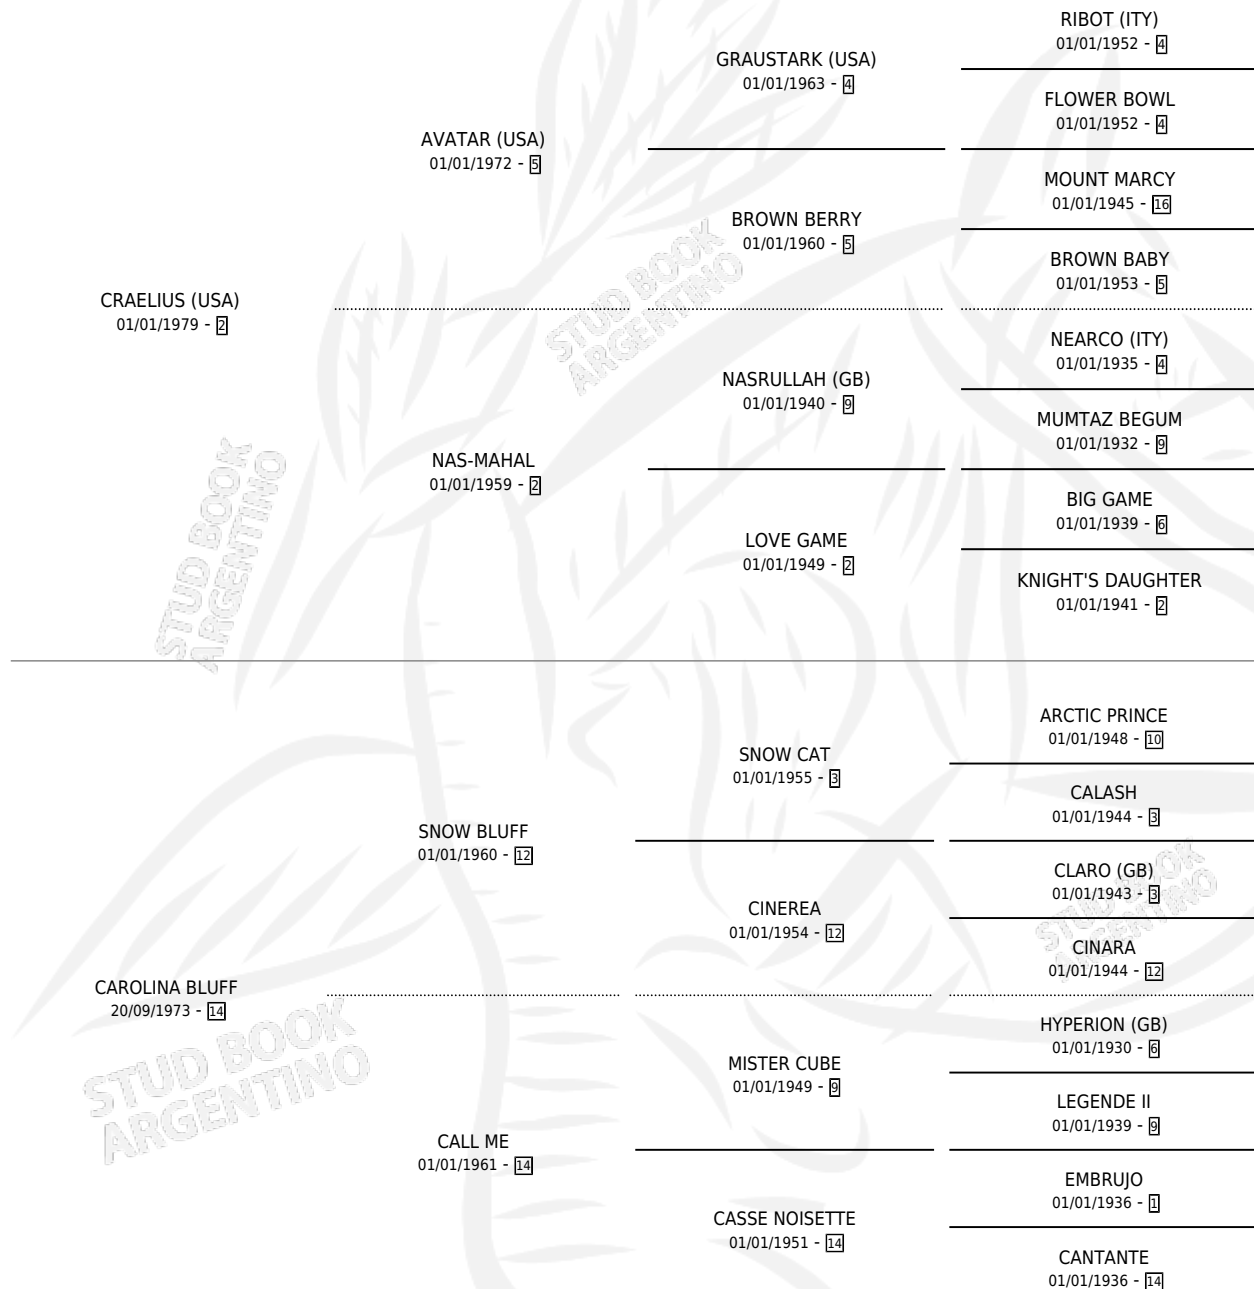 RIBOT (ITY)
01/01/1952 - 4
GRAUSTARK (USA)
01/01/1963 - 4
FLOWER BOWL
01/01/1952 - 4
AVATAR (USA)
01/01/1972 - 5
MOUNT MARCY
01/01/1945 - 16
BROWN BERRY
01/01/1960 - 5
BROWN BABY
01/01/1953 - 5
STUD BOOK
ARGENTINO
CRAELIUS (USA)
01/01/1979 - 2
NEARCO (ITY)
01/01/1935 - 4
NASRULLAH (GB)
01/01/1940 - 9
MUMTAZ BEGUM
01/01/1932 - 9
NAS-MAHAL
01/01/1959 - 2
BIG GAME
01/01/1939 - 6
LOVE GAME
01/01/1949 - 2
KNIGHT'S DAUGHTER
01/01/1941 - 2
STUD BOOK
ARGENTINO
ARCTIC PRINCE
01/01/1948 - 10
SNOW CAT
01/01/1955 - 3
CALASH
01/01/1944 - 3
SNOW BLUFF
01/01/1960 - 12
CLARO (GB)
01/01/1943 - 3
CINEREA
01/01/1954 - 12
CINARA
01/01/1944 - 12
STUD BOOK
ARGENTINO
CAROLINA BLUFF
20/09/1973 - 14
HYPERION (GB)
01/01/1930 - 6
MISTER CUBE
01/01/1949 - 9
LEGENDE II
01/01/1939 - 9
CALL ME
01/01/1961 - 14
EMBRUJO
01/01/1936 - 1
CASSE NOISETTE
01/01/1951 - 14
CANTANTE
01/01/1936 - 14
STUD BOOK
ARGENTINO